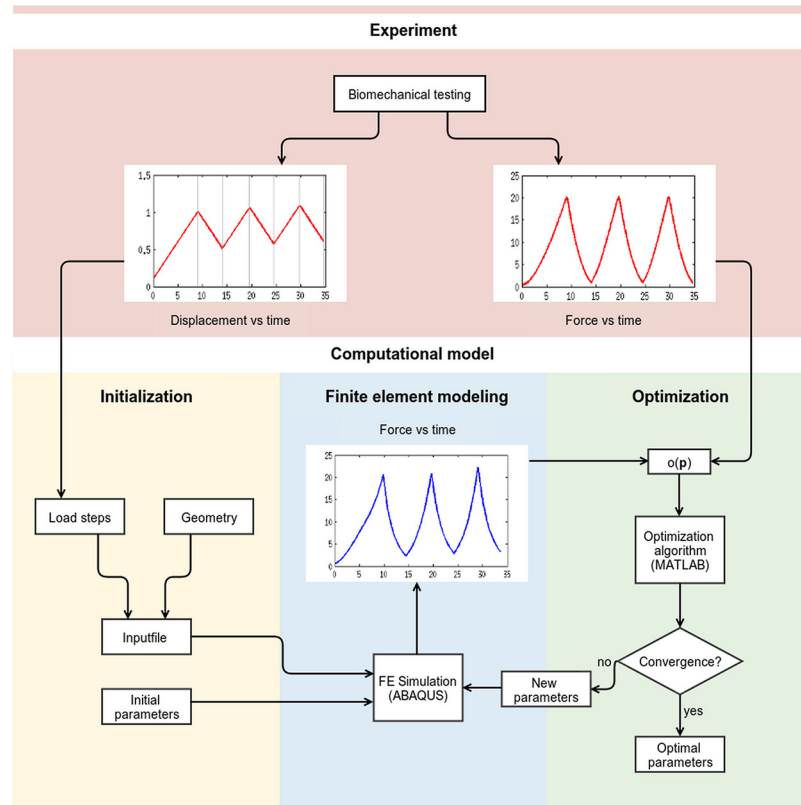 Experiment
Biomechanical testing
1.5
1
0.5
0
0 5 10 15 20 25 30 35
Displacement vs time
25
20
15
10
5
0
0 5 10 15 20 25 30 35
Force vs time
Computational model
Initialization
Finite element modeling
Optimization
Force vs time
25
20
15
10
5
0
0 5 10 15 20 25 30 35
o(p)
Load steps
Geometry
Optimization
algorithm
(MATLAB)
Inputfile
Convergence?
no
FE Simulation
(ABAQUS)
New
parameters
Initial
parameters
yes
Optimal
parameters